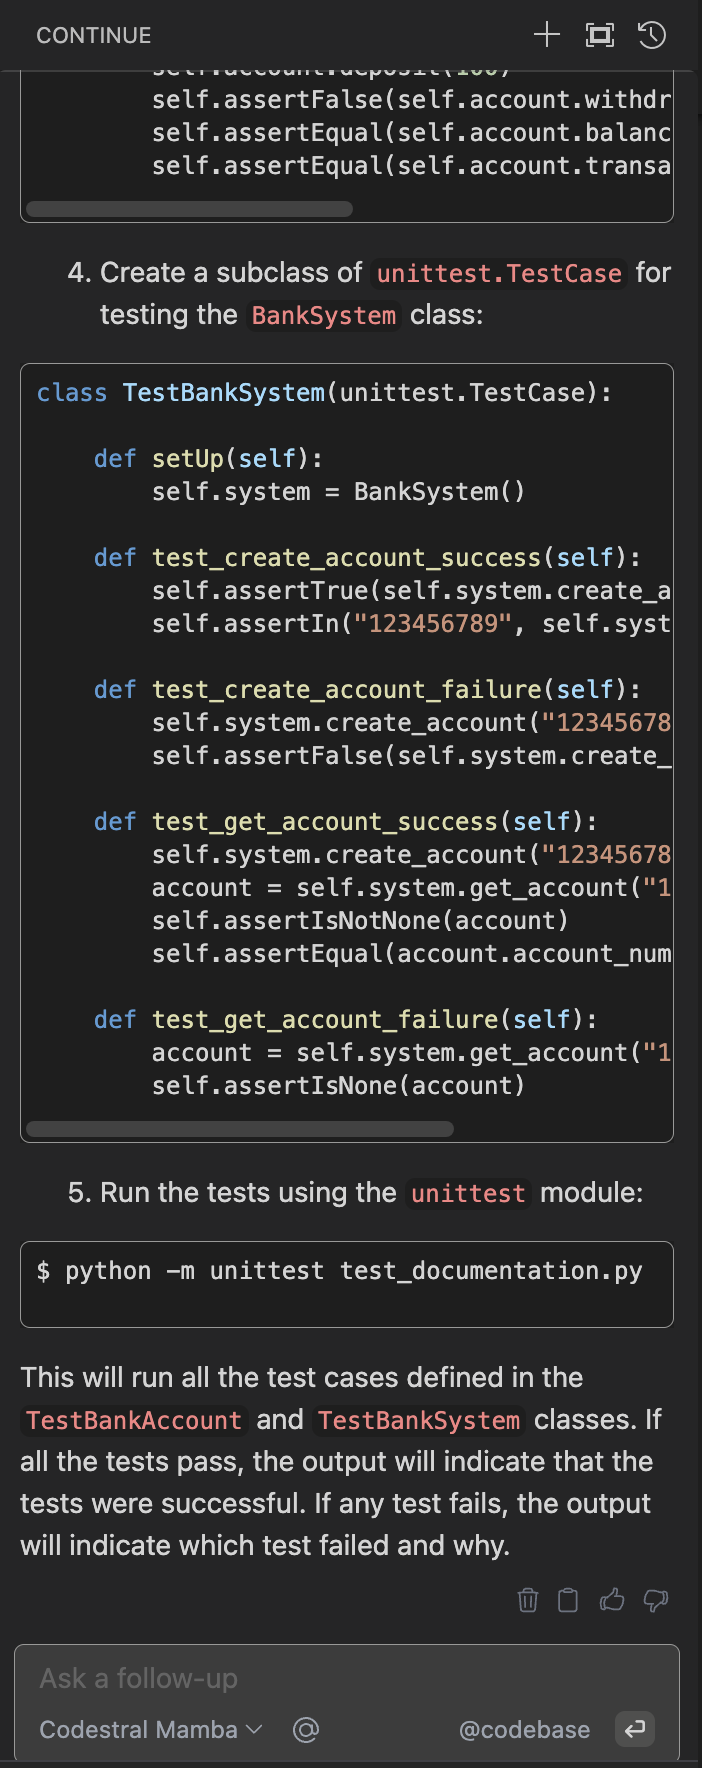 CONTINUE
self.account.deposit(100)
self.assertFalse(self.account.withdr
self.assertEqual(self.account.balanc
self.assertEqual(self.account.transa
4. Create a subclass of unittest.TestCase for
testing the BankSystem class:
class TestBankSystem(unittest.TestCase):
def setUp(self):
self.system = BankSystem()
def test_create_account_success(self):
self.assertTrue(self.system.create_a
self.assertIn("123456789", self.syst
def test_create_account_failure(self):
self.system.create_account("12345678
self.assertFalse(self.system.create_
def test_get_account_success(self):
self.system.create_account("12345678
account = self.system.get_account("1
self.assertIsNotNone(account)
self.assertEqual(account.account_num
def test_get_account_failure(self):
account = self.system.get_account("1
self.assertIsNone(account)
5. Run the tests using the unittest module:
$ python -m unittest test_documentation.py
This will run all the test cases defined in the
TestBankAccount and TestBankSystem classes. If
all the tests pass, the output will indicate that the
tests were successful. If any test fails, the output
will indicate which test failed and why.
Ask a follow-up
Codestral Mamba @codebase